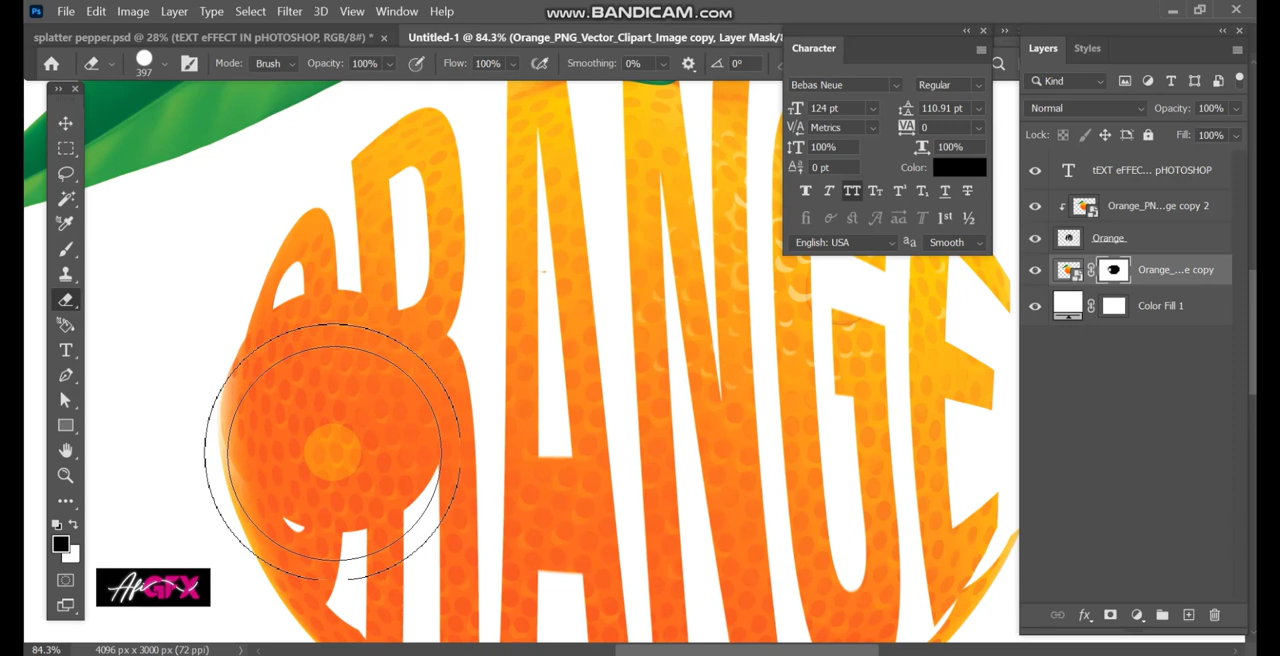 www.BANDICAM.com
File Edit Image Layer Type Select Filter 3D View Window Help
splatter pepper.psd @ 28% (tEXT eFFECT IN pHOTOSHOP, RGB/8#) *
Untitled-1 @ 84.3% (Orange_PNG_Vector_Clipart_Image copy, Layer Mask/8
397
Mode: Brush Opacity: 100% Flow: 100% Smoothing: 0% 0°
Character
Bebas Neue Regular
124 pt 110.91 pt
Metrics 0
100% 100%
0 pt Color:
English: USA Smooth
Layers Styles
Kind
Normal Opacity: 100%
Lock: Fill: 100%
tEXT eFFEC... pHOTOSHOP
Orange_PN...ge copy 2
Orange
Orange_...e copy
Color Fill 1
ORANGE
AfiGFX
84.3% 4096 px x 3000 px (72 ppi)